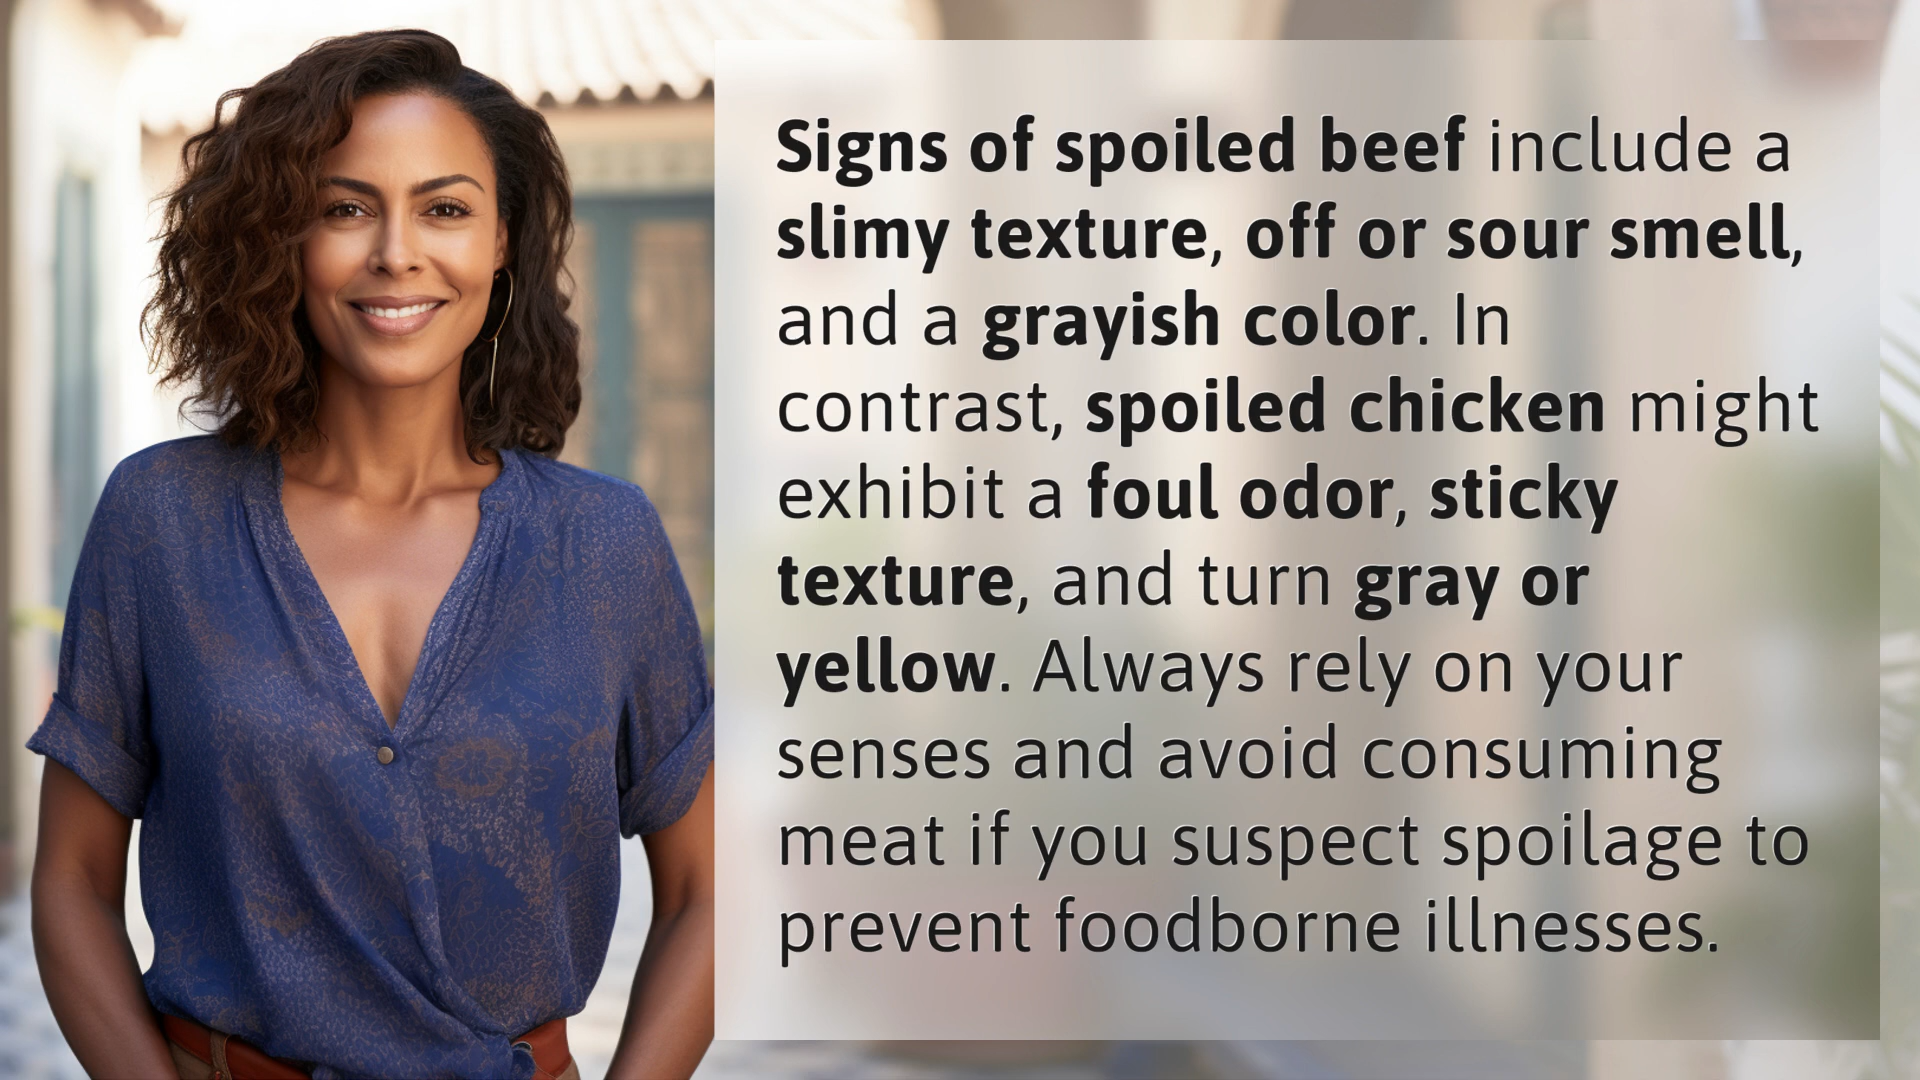 Signs of spoiled beef include a
slimy texture, off or sour smell,
and a grayish color. In
contrast, spoiled chicken might
exhibit a foul odor, sticky
texture, and turn gray or
yellow. Always rely on your
senses and avoid consuming
meat if you suspect spoilage to
prevent foodborne illnesses.